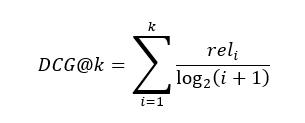 DCG@k = \sum_{i=1}^{k} \frac{rel_i}{\log_2(i + 1)}